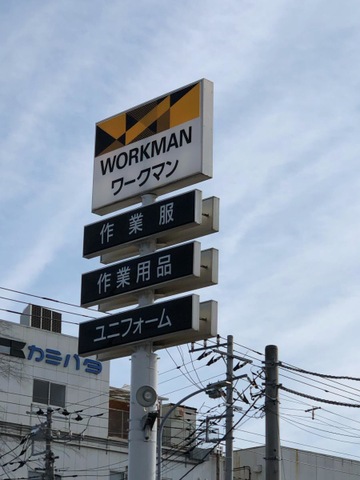 WORKMAN
ワークマン
作業服
作業用品
ユニフォーム
カミハタ